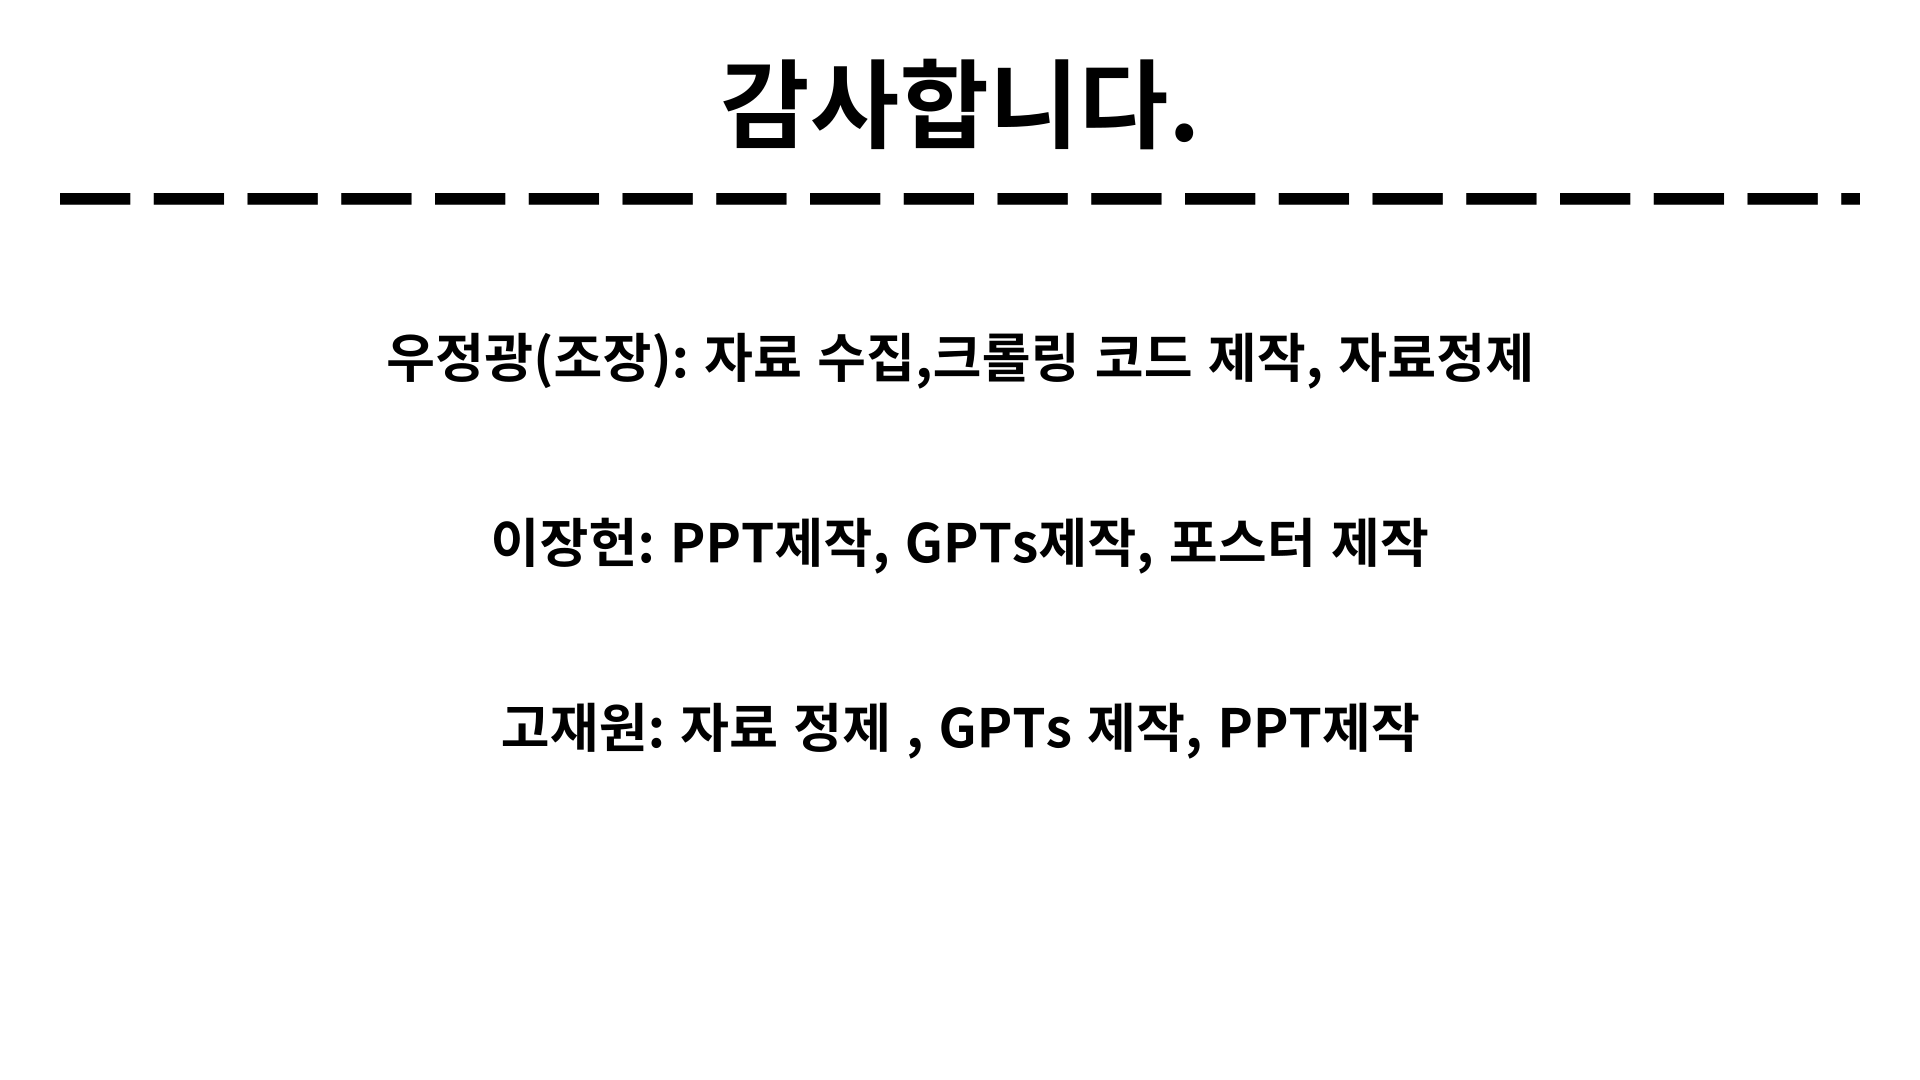 감사합니다.
우정광(조장): 자료 수집,크롤링 코드 제작, 자료정제
이장헌: PPT제작, GPTs제작, 포스터 제작
고재원: 자료 정제 , GPTs 제작, PPT제작